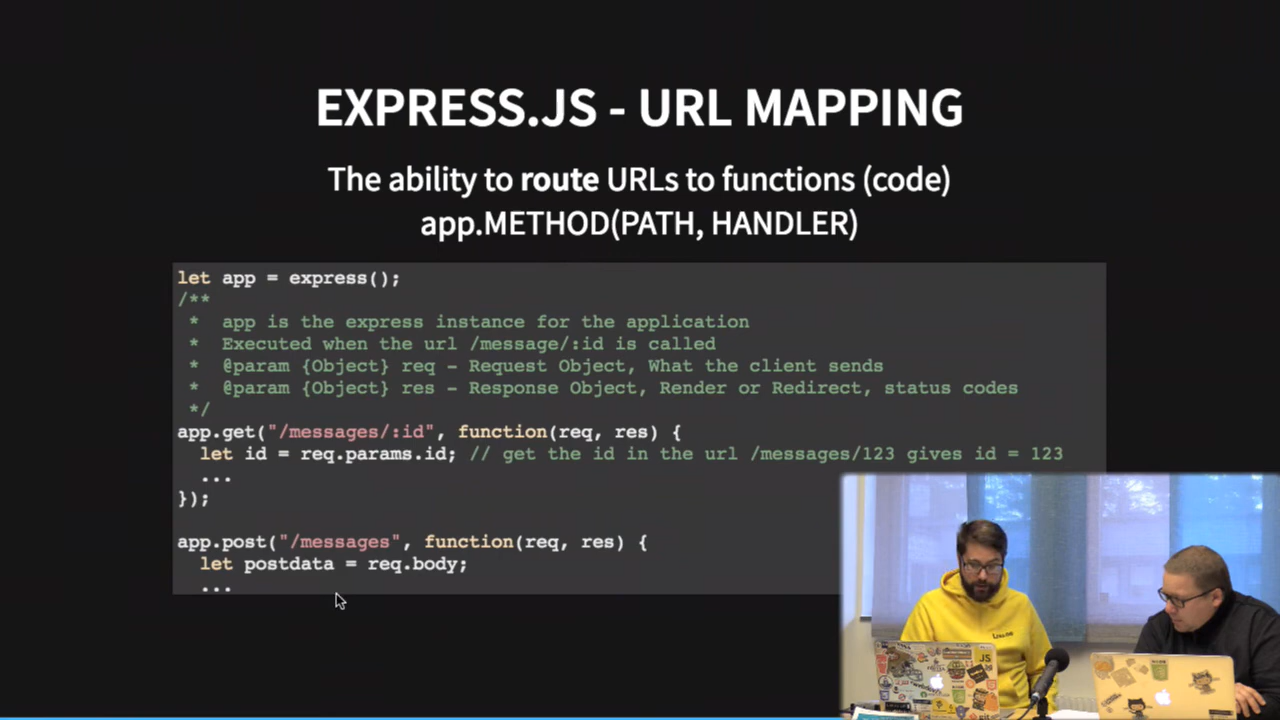 EXPRESS.JS - URL MAPPING
The ability to route URLs to functions (code)
app.METHOD(PATH, HANDLER)
let app = express();
/**
 *  app is the express instance for the application
 *  Executed when the url /message/:id is called
 *  @param {Object} req - Request Object, What the client sends
 *  @param {Object} res - Response Object, Render or Redirect, status codes
 */
app.get("/messages/:id", function(req, res) {
  let id = req.params.id; // get the id in the url /messages/123 gives id = 123
  ...
});
app.post("/messages", function(req, res) {
  let postdata = req.body;
  ...
JS